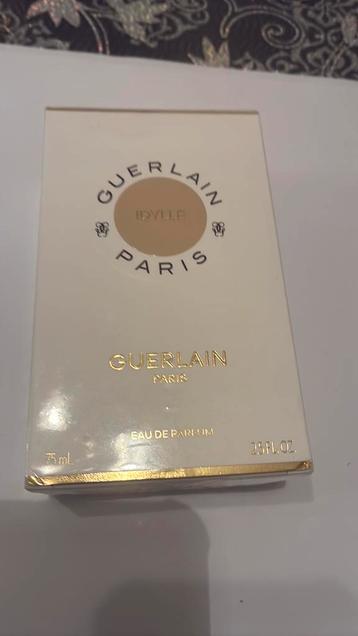 GUERLAIN
IDYLLE
PARIS
GUERLAIN
PARIS
EAU DE PARFUM
75 mL
2.5 FL.OZ.